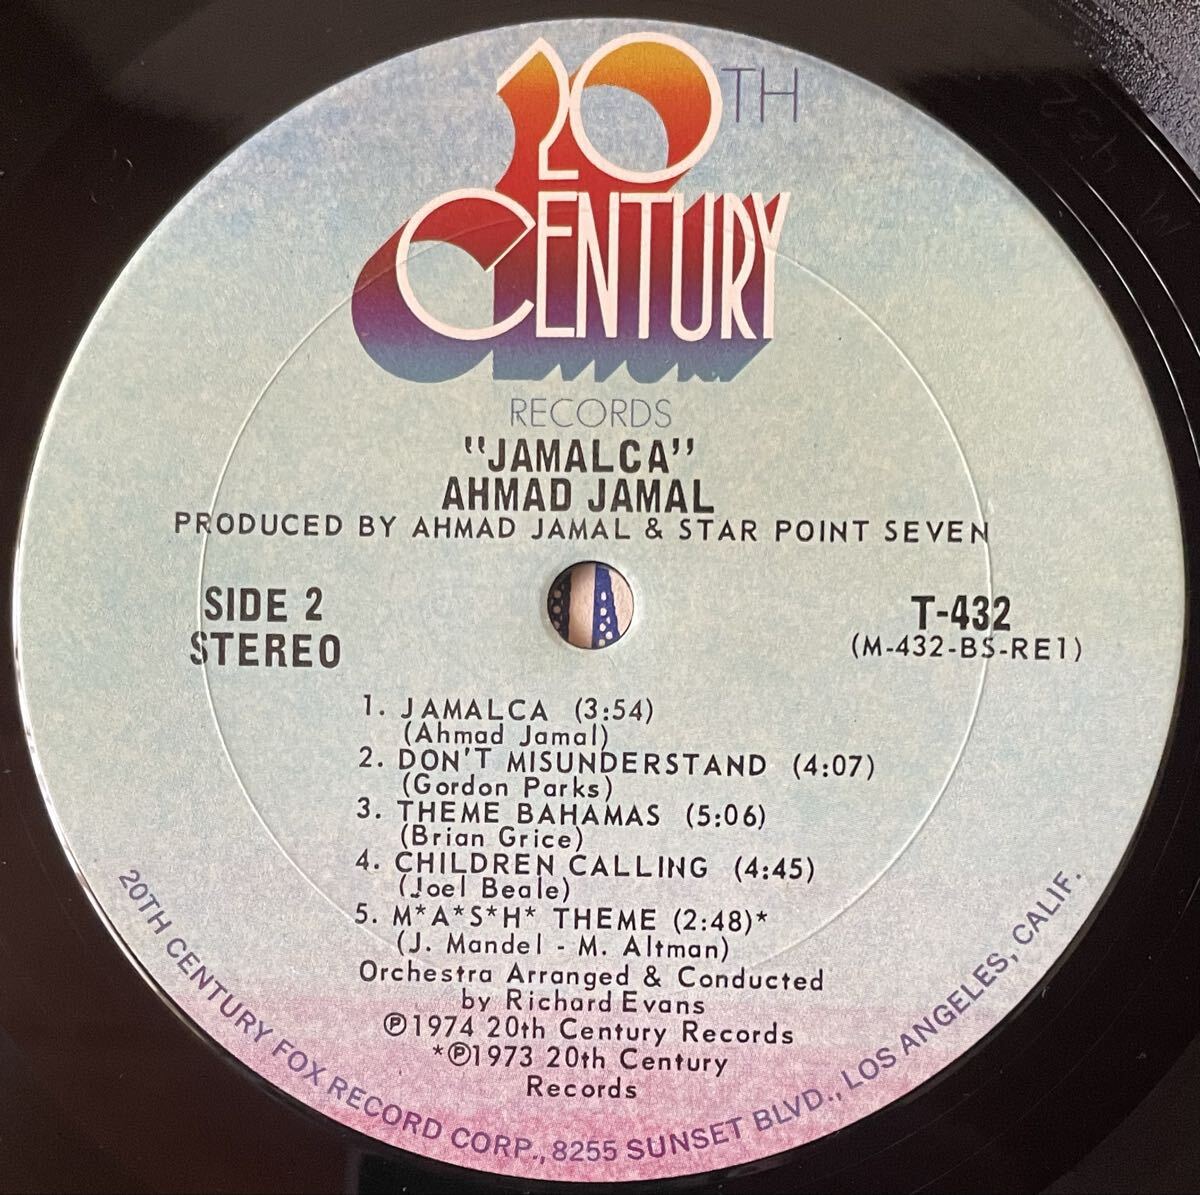 20TH
CENTURY
RECORDS
"JAMALCA"
AHMAD JAMAL
PRODUCED BY AHMAD JAMAL & STAR POINT SEVEN
SIDE 2
STEREO
T-432
(M-432-BS-RE1)
1. JAMALCA (3:54)
(Ahmad Jamal)
2. DON'T MISUNDERSTAND (4:07)
(Gordon Parks)
3. THEME BAHAMAS (5:06)
(Brian Grice)
4. CHILDREN CALLING (4:45)
(Joel Beale)
5. M*A*S*H* THEME (2:48)*
(J. Mandel - M. Altman)
Orchestra Arranged & Conducted
by Richard Evans
℗1974 20th Century Records
*℗1973 20th Century
Records
20TH CENTURY FOX RECORD CORP., 8255 SUNSET BLVD., LOS ANGELES, CALIF.